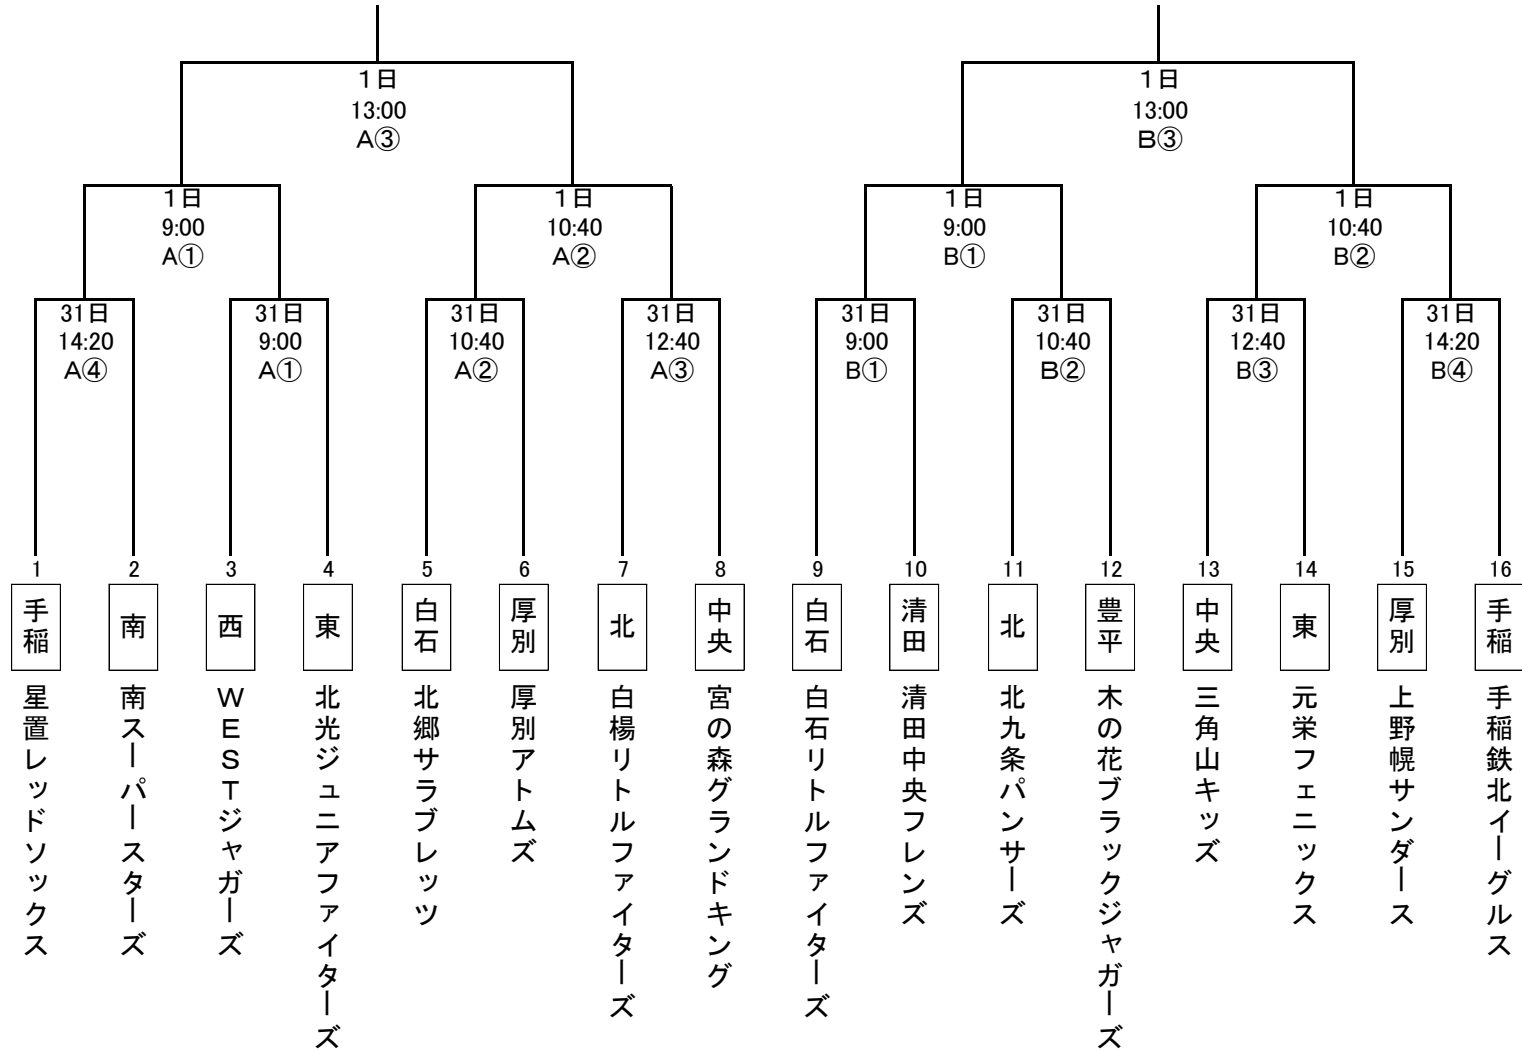 １日
13:00
A③
１日
13:00
B③
１日
9:00
A①
１日
10:40
A②
１日
9:00
B①
１日
10:40
B②
31日
14:20
A④
31日
9:00
A①
31日
10:40
A②
31日
12:40
A③
31日
9:00
B①
31日
10:40
B②
31日
12:40
B③
31日
14:20
B④
1
手稲
星置レッドソックス
2
南
南スーパースターズ
3
西
WESTジャガーズ
4
東
北光ジュニアファイターズ
5
白石
北郷サラブレッツ
6
厚別
厚別アトムズ
7
北
白楊リトルファイターズ
8
中央
宮の森グランドキング
9
白石
白石リトルファイターズ
10
清田
清田中央フレンズ
11
北
北九条パンサーズ
12
豊平
木の花ブラックジャガーズ
13
中央
三角山キッズ
14
東
元栄フェニックス
15
厚別
上野幌サンダース
16
手稲
手稲鉄北イーグルス